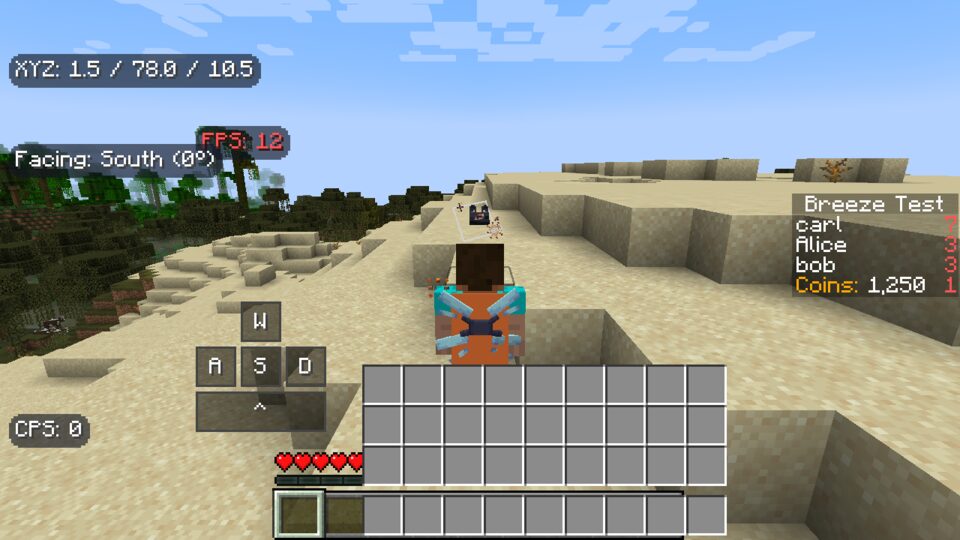 XYZ: 1.5 / 78.0 / 10.5
FPS: 12
Facing: South (0°)
Breeze Test
carl 7
Alice 3
bob 3
Coins: 1,250 1
W
A S D
^
CPS: 0